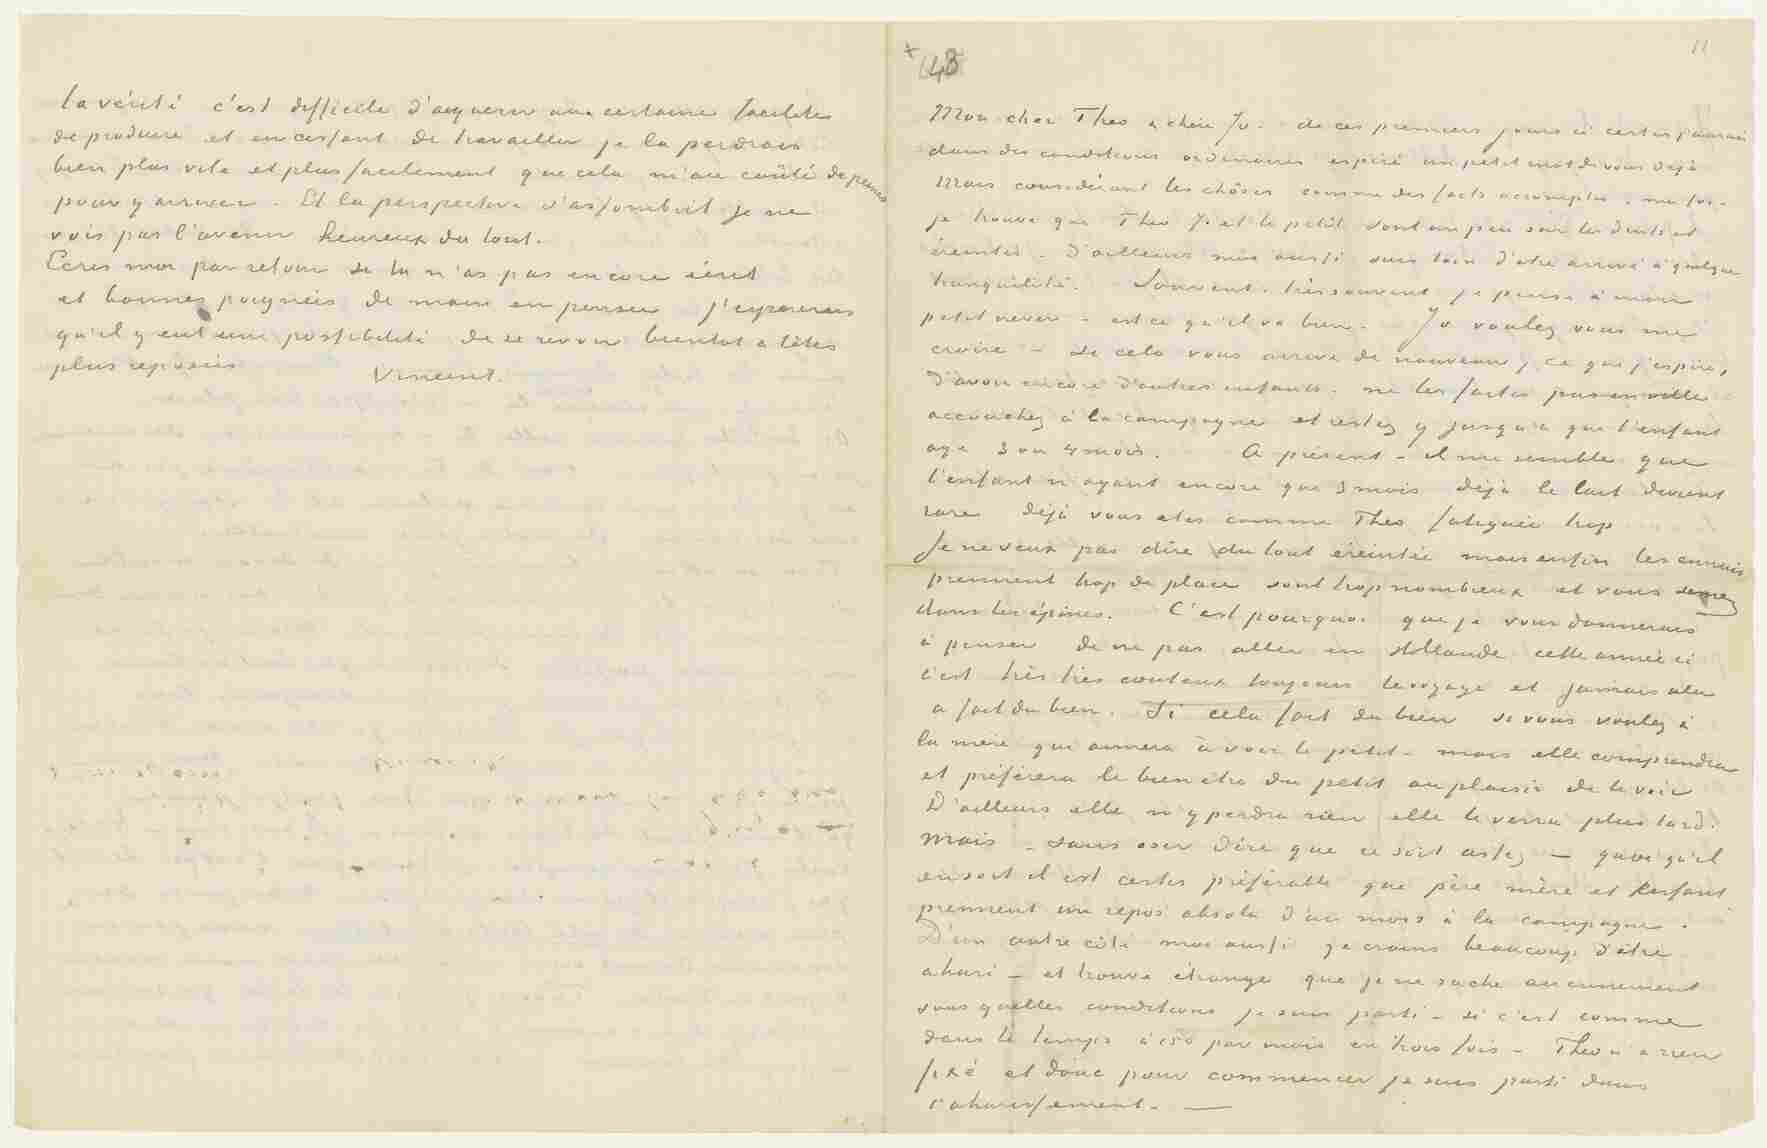 la vérité c'est difficile d'acquerir une certaine facilité
de produire et en cessant de travailler je la perdrais
bien plus vite et plus facilement que cela m'aie coûté de peines
pour y arriver. Et la perspective s'assombrit je ne
vois pas l'avenir heureux du tout.
Ecris moi par retour si tu n'as pas encore écrit
et bonnes poignées de main en pensée j'espererais
qu'il y eut une possibilité de se revoir bientot a têtes
plus reposées
Vincent.
48
11
Mon cher Theo & chère Jo. de ces premiers jours ci certes j'aurais
dans des conditions ordinaires espéré un petit mot de vous déjà
Mais considérant les chôses comme des faits accomplis. ma foi.
je trouve que Theo Jo et le petit sont un peu sur les dents et
éreintés. D'ailleurs moi aussi suis loin d'être arrivé à quelque
tranquilité. Souvent, très souvent je pense à mon
petit neveu - est ce qu'il va bien. Jo voulez vous me
croire - si cela vous arrive de nouveau, ce que j'espère,
d'avoir encore d'autres enfants. ne les faites pas en ville
accouchez à la campagne et restez y jusqu'a que l'enfant
aye 3 ou 4 mois. A présent - il me semble que
l'enfant n'ayant encore que 3 mois déjà le lait devient
rare déjà vous etes comme Theo fatiguée trop
Je ne veux pas dire du tout éreintée mais enfin les ennuis
prennent trop de place sont trop nombreux et vous semez
dans les épines. C'est pourquoi que je vous donnerais
à penser de ne pas aller en Hollande cette année ci
c'est très très couteux toujours le voyage et jamais cela
a fait du bien. Si cela fait du bien si vous voulez à
la mère qui aimera à voir le petit - mais elle comprendra
et préférera le bien être du petit au plaisir de le voir
D'ailleurs elle n'y perdra rien elle le verra plus tard.
Mais - sans oser dire que ce soit assez - quoi qu'il
en soit il est certes préférable que père mère et l'enfant
prennent un repos absolu d'un mois à la campagne.
D'un autre côté moi aussi je crains beaucoup d'être
ahuri - et trouve étrange que je ne sache aucunement
sous quelles conditions je suis parti - si c'est comme
dans le temps à 150 par mois en trois fois - Theo n'a rien
fixé et donc pour commencer je suis parti dans
l'ahurissement. —